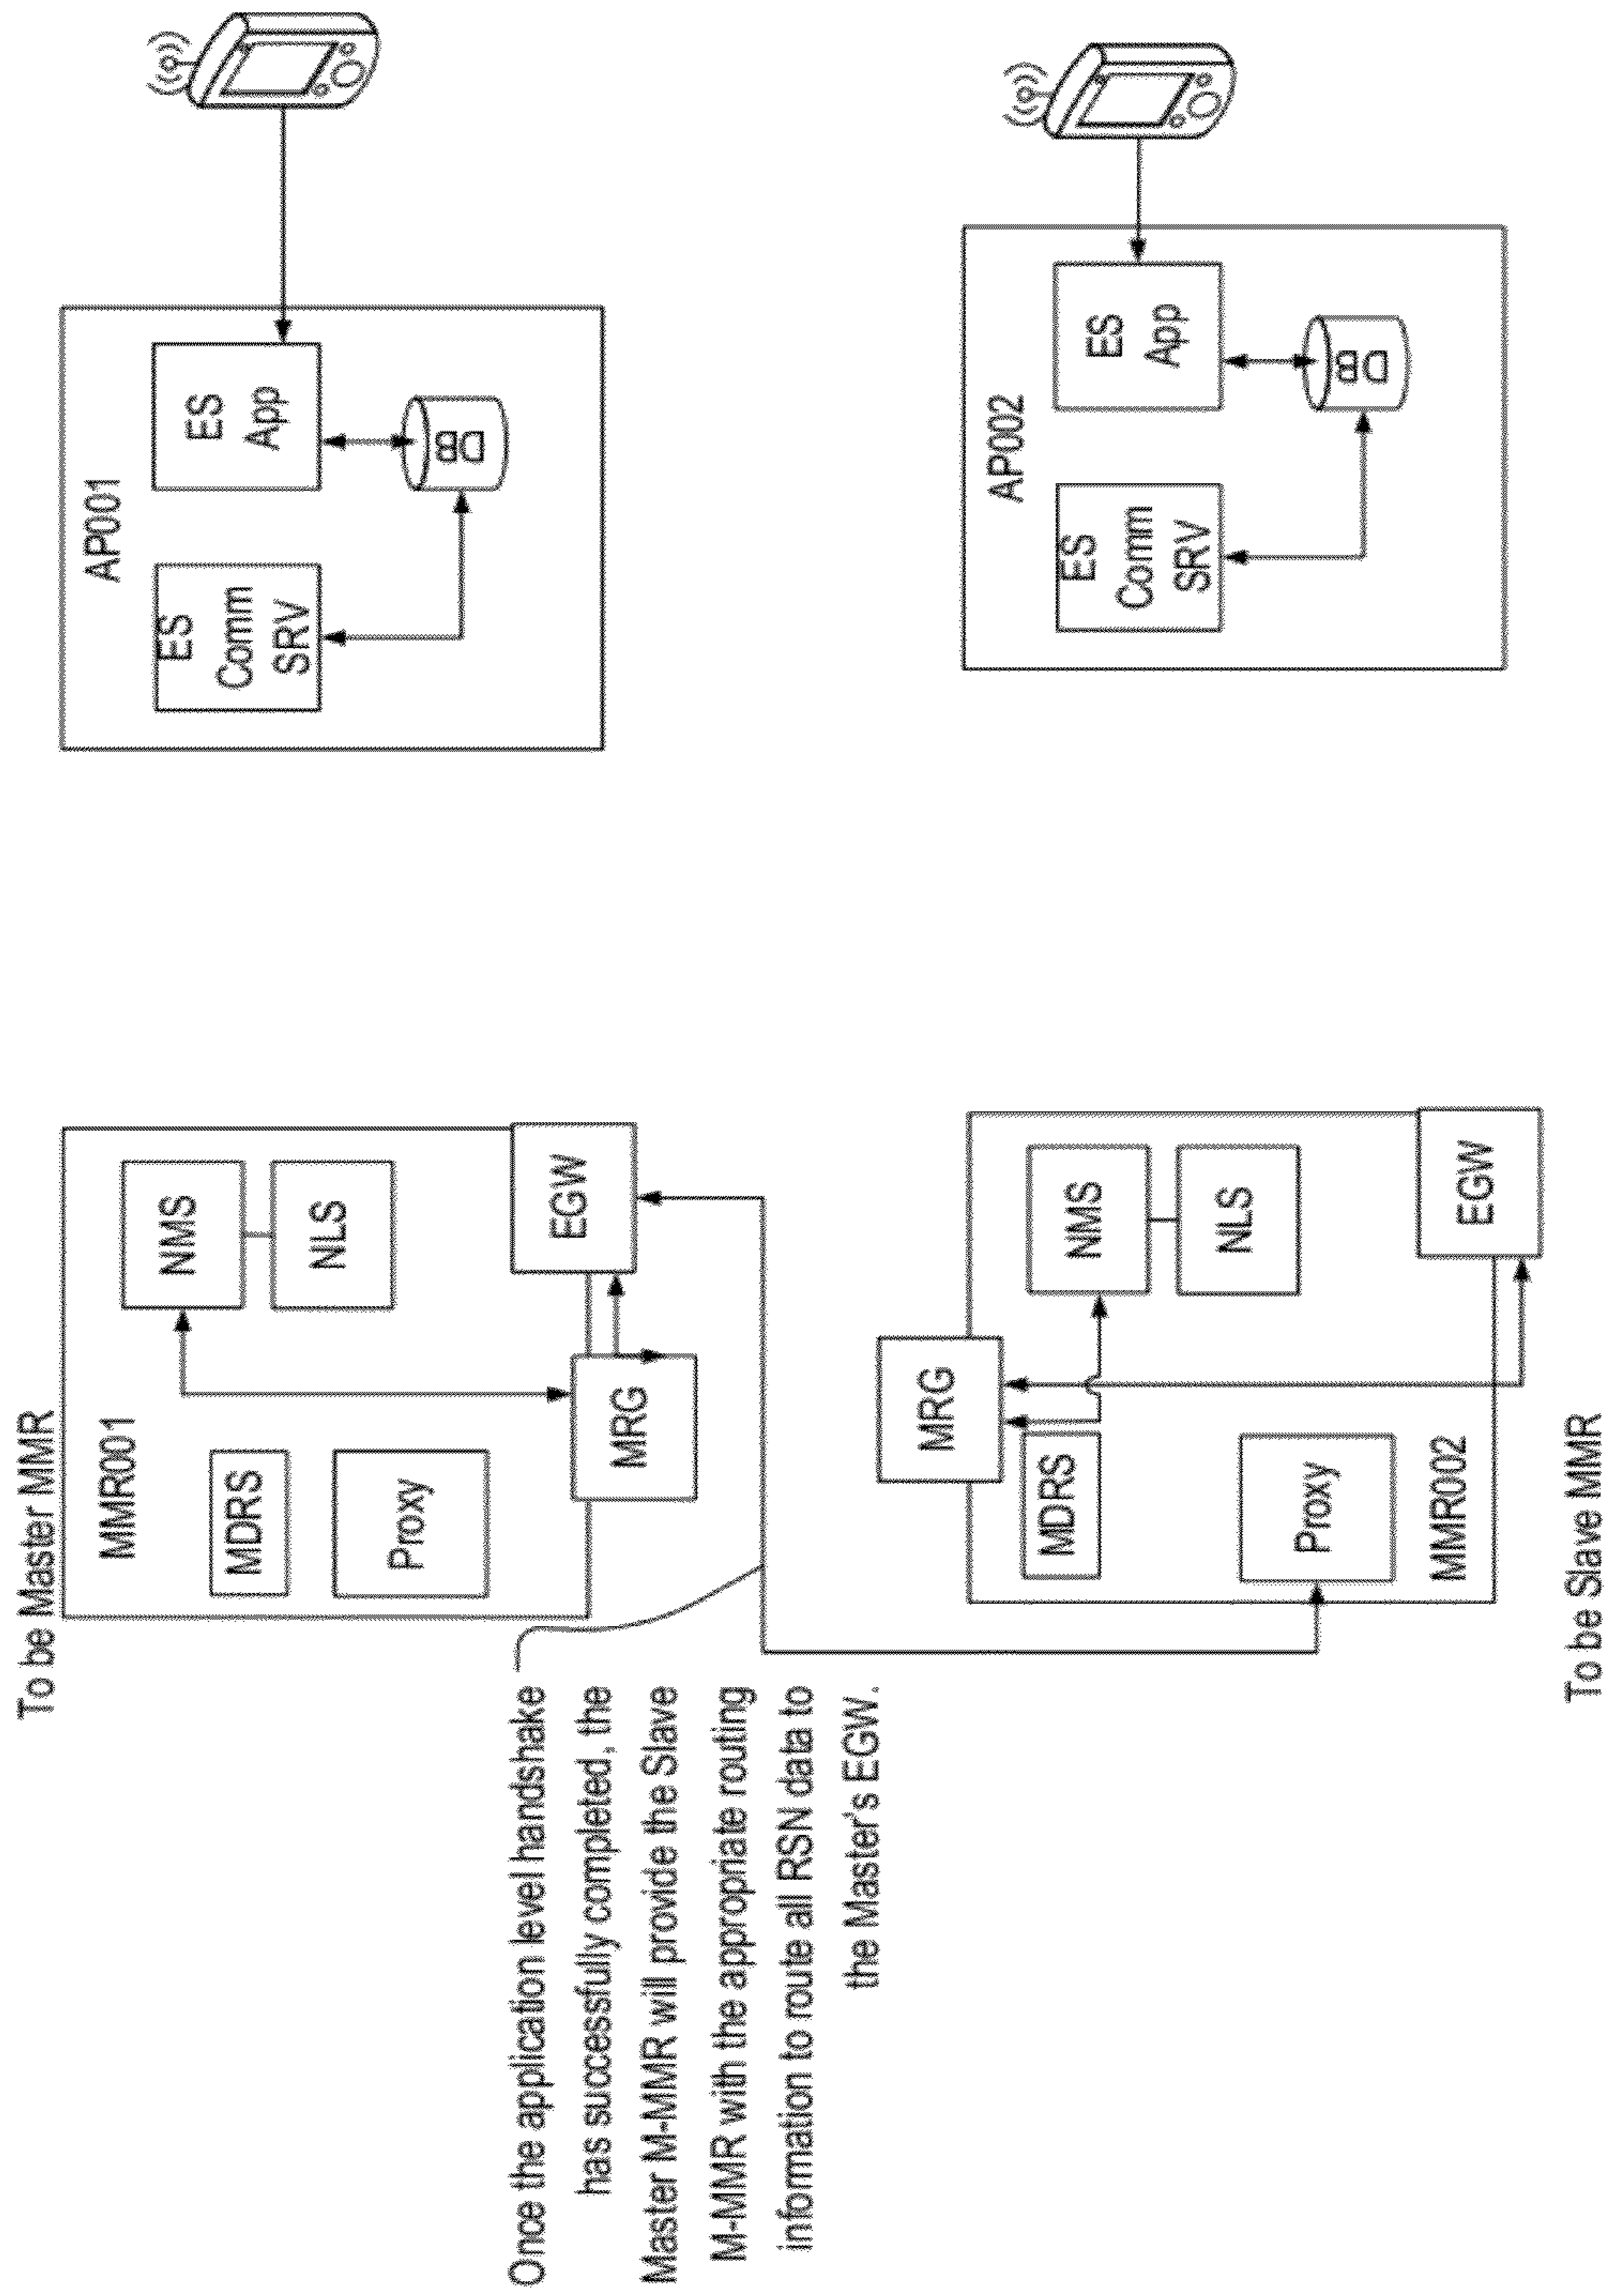 To be Master MMR
MMR001
MDRS
Proxy
MRG
NMS
NLS
EGW
AP001
ES
Comm
SRV
ES
App
DB
Once the application level handshake
has successfully completed, the
Master M-MMR will provide the Slave
M-MMR with the appropriate routing
information to route all RSN data to
the Master's EGW.
MRG
MDRS
Proxy
MMR002
NMS
NLS
EGW
AP002
ES
Comm
SRV
ES
App
DB
To be Slave MMR